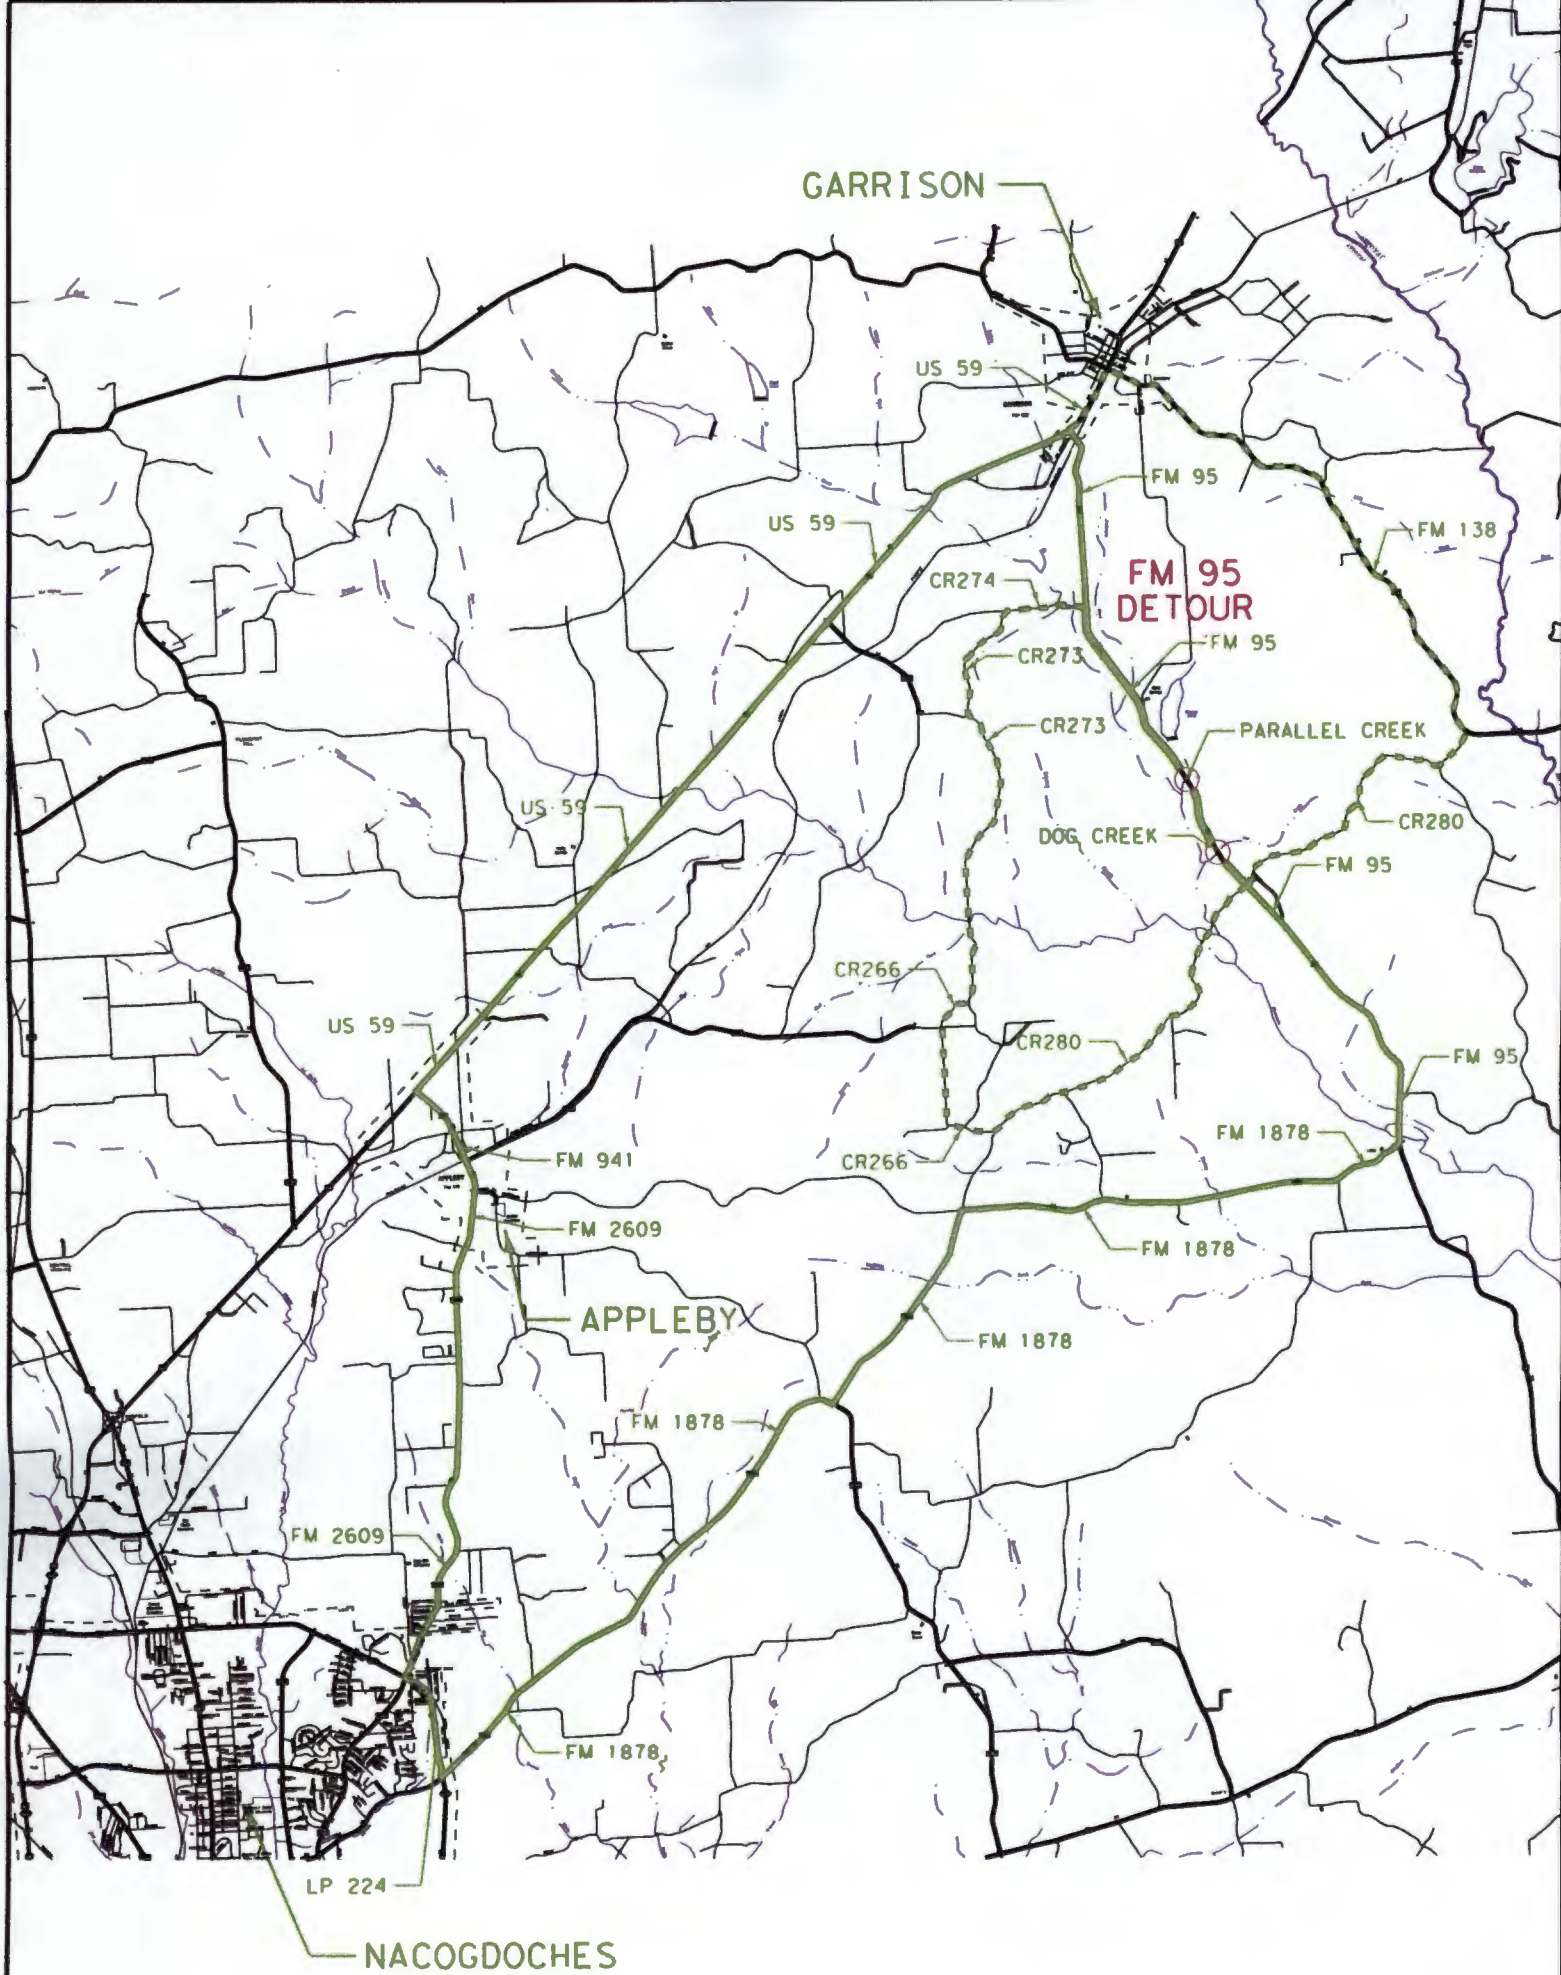 GARRISON
US 59
FM 95
US 59
FM 138
FM 95
DETOUR
CR274
FM 95
CR273
CR273
PARALLEL CREEK
US 59
CR280
DOG CREEK
FM 95
CR266
US 59
CR280
FM 95
FM 1878
FM 941
CR266
FM 2609
FM 1878
APPLEBY
FM 1878
FM 1878
FM 2609
FM 1878
LP 224
NACOGDOCHES